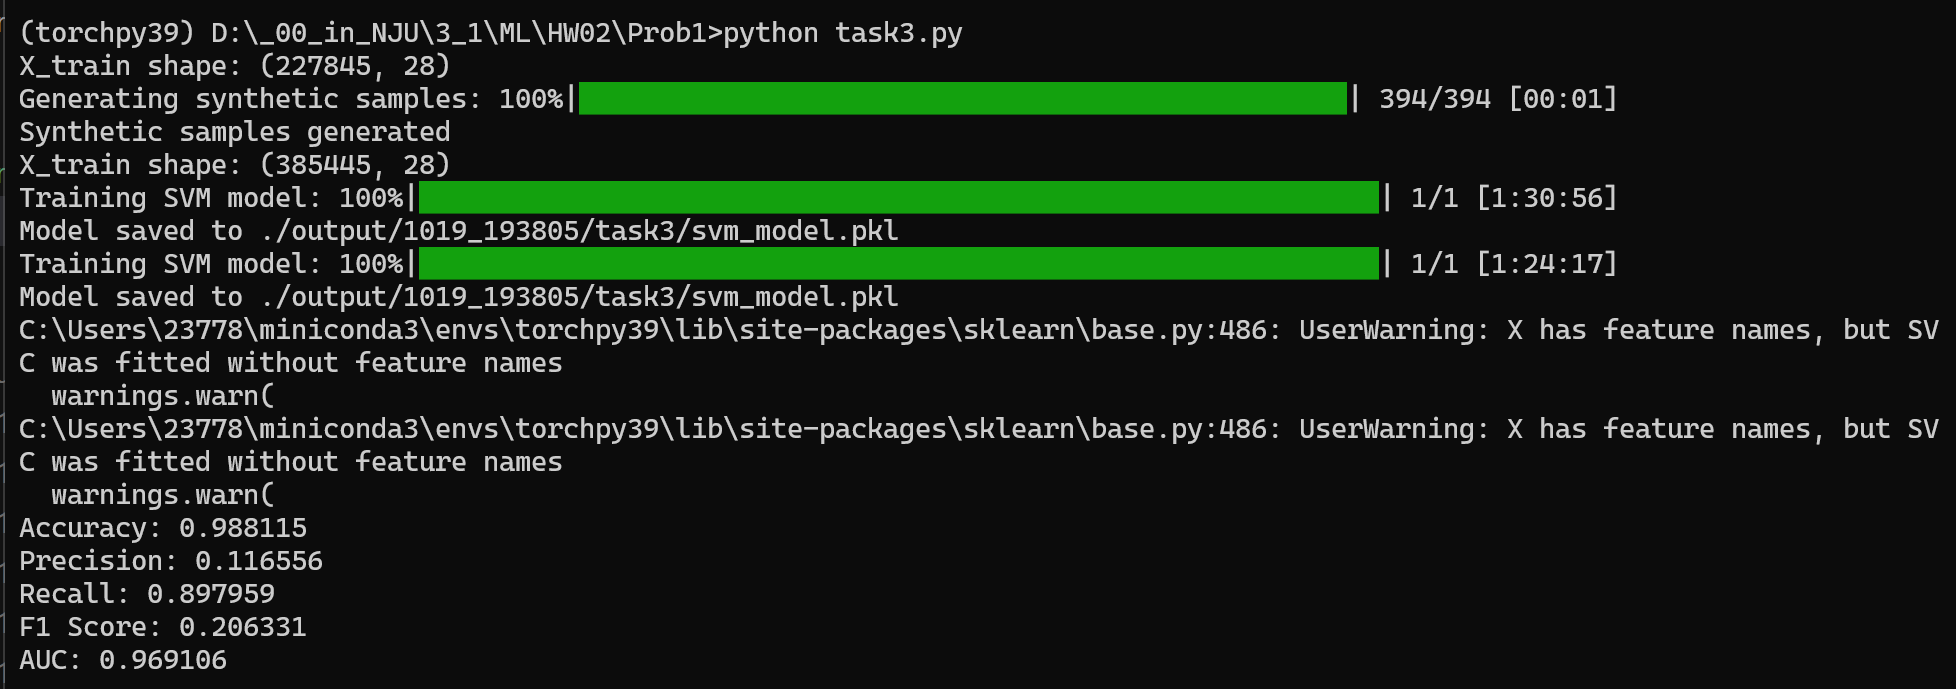 (torchpy39) D:\_00_in_NJU\3_1\ML\HW02\Prob1>python task3.py
X_train shape: (227845, 28)
Generating synthetic samples: 100%| | 394/394 [00:01]
Synthetic samples generated
X_train shape: (385445, 28)
Training SVM model: 100%| | 1/1 [1:30:56]
Model saved to ./output/1019_193805/task3/svm_model.pkl
Training SVM model: 100%| | 1/1 [1:24:17]
Model saved to ./output/1019_193805/task3/svm_model.pkl
C:\Users\23778\miniconda3\envs\torchpy39\lib\site-packages\sklearn\base.py:486: UserWarning: X has feature names, but SV
C was fitted without feature names
  warnings.warn(
C:\Users\23778\miniconda3\envs\torchpy39\lib\site-packages\sklearn\base.py:486: UserWarning: X has feature names, but SV
C was fitted without feature names
  warnings.warn(
Accuracy: 0.988115
Precision: 0.116556
Recall: 0.897959
F1 Score: 0.206331
AUC: 0.969106